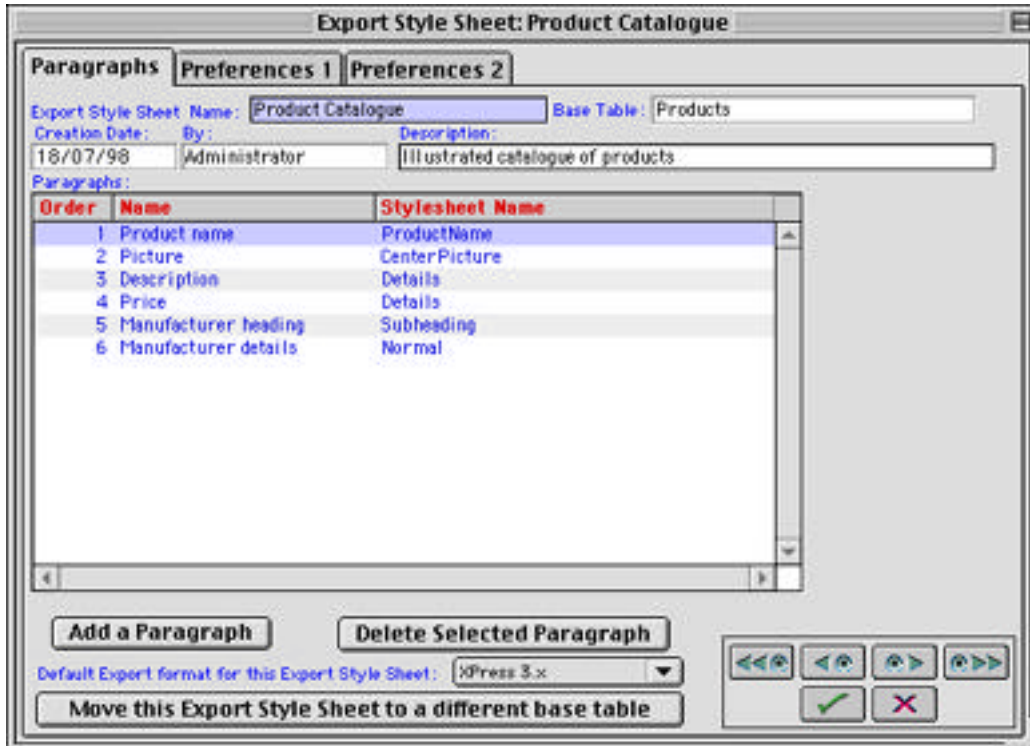 Export Style Sheet: Product Catalogue
Paragraphs Preferences 1 Preferences 2
Export Style Sheet Name: Product Catalogue Base Table: Products
Creation Date: By: Description:
18/07/98 Administrator Illustrated catalogue of products
Paragraphs:
Order Name Stylesheet Name
1 Product name ProductName
2 Picture CenterPicture
3 Description Details
4 Price Details
5 Manufacturer heading Subheading
6 Manufacturer details Normal
Add a Paragraph Delete Selected Paragraph
Default Export format for this Export Style Sheet: XPress 3.x
Move this Export Style Sheet to a different base table